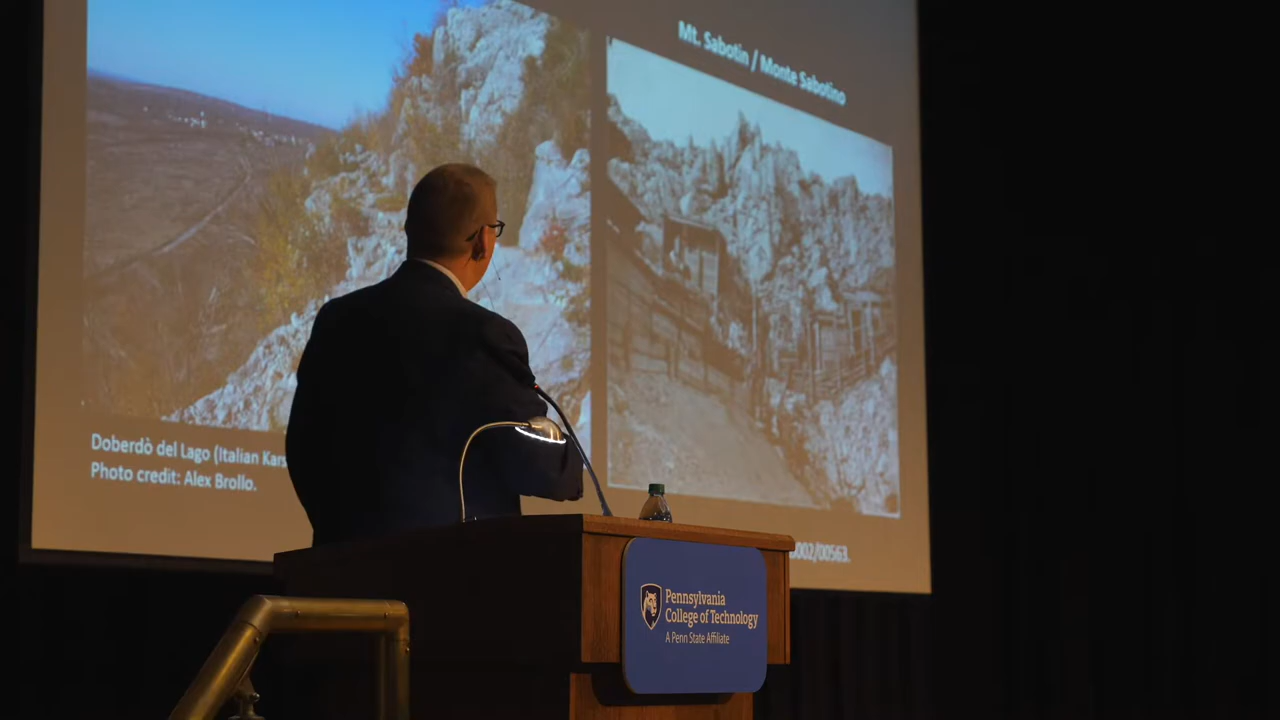 Mt. Sabotin / Monte Sabotino
Doberdò del Lago (Italian Kars
Photo credit: Alex Brollo.
002/00563.
Pennsylvania
College of Technology
A Penn State Affiliate